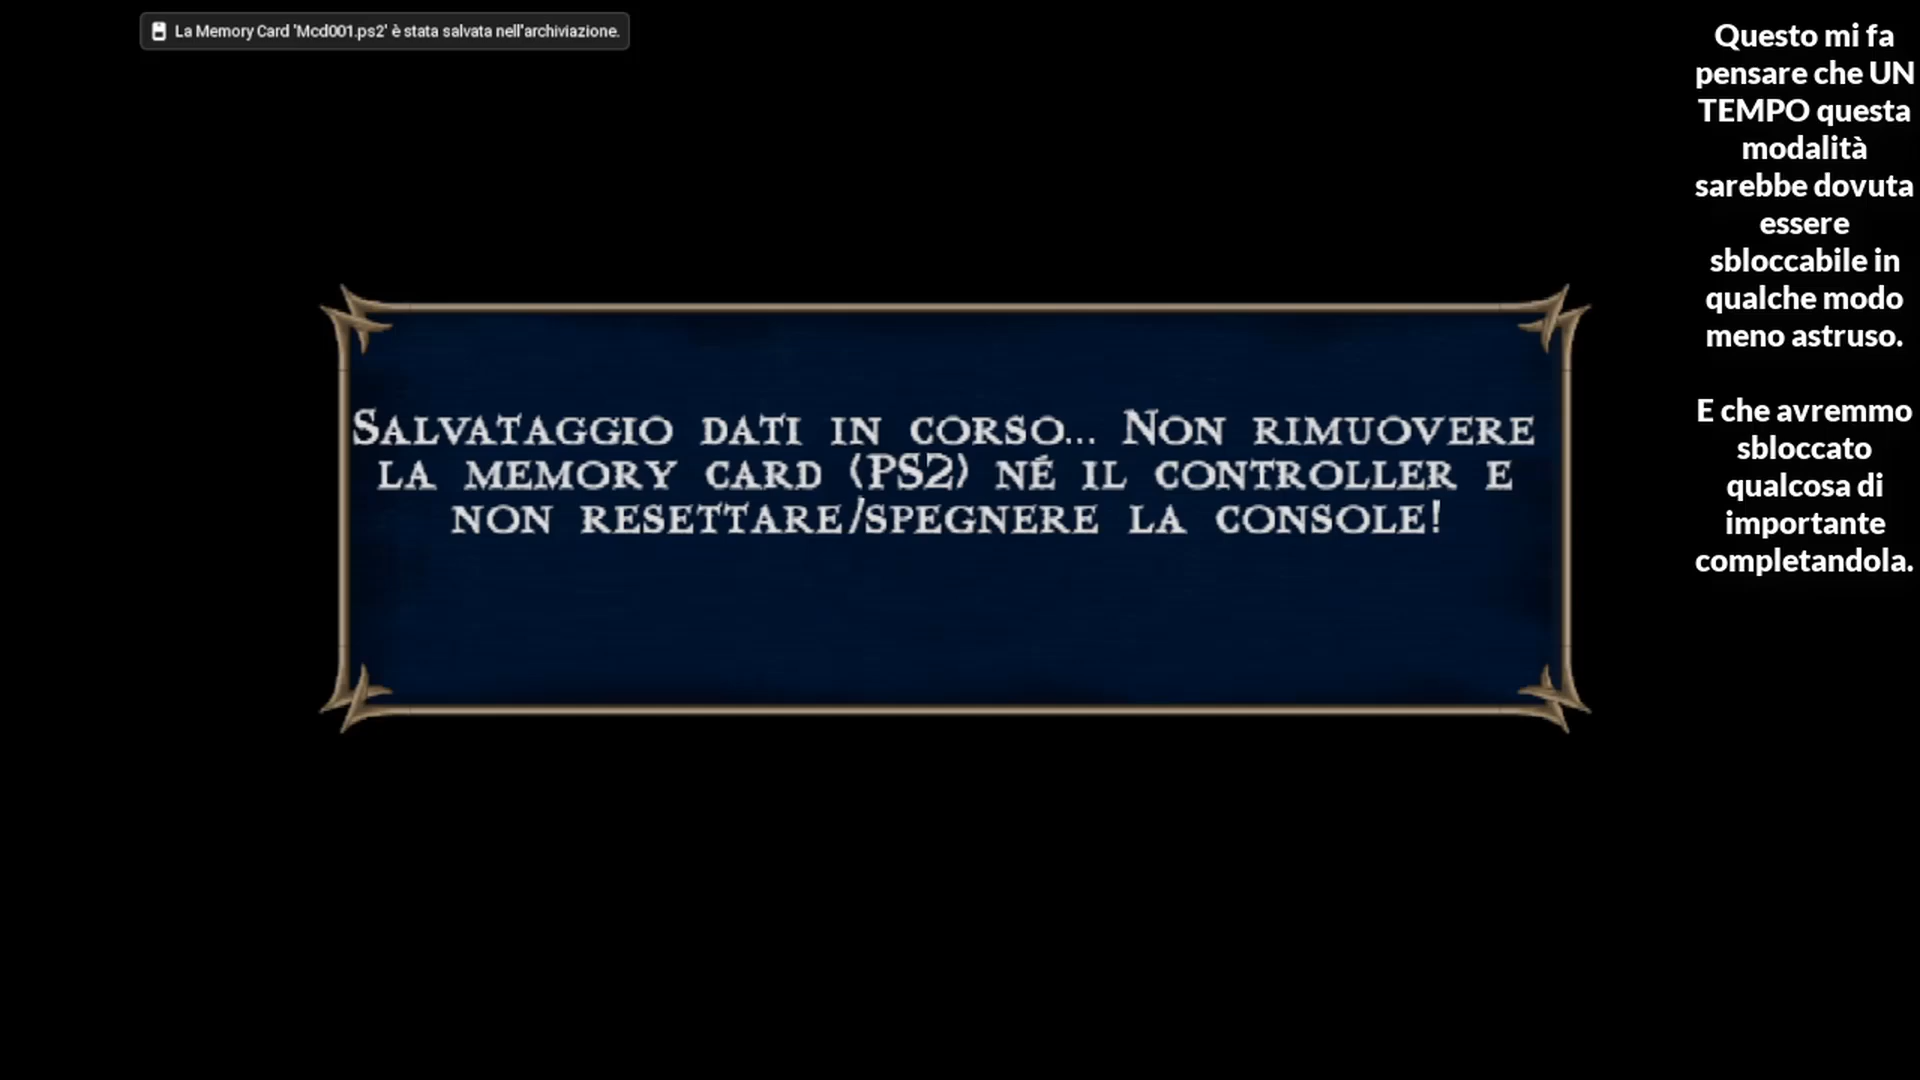 La Memory Card 'Mcd001.ps2' è stata salvata nell'archiviazione.
Salvataggio dati in corso... Non rimuovere
la memory card (PS2) né il controller e
non resettare/spegnere la console!
Questo mi fa
pensare che UN
TEMPO questa
modalità
sarebbe dovuta
essere
sbloccabile in
qualche modo
meno astruso.
E che avremmo
sbloccato
qualcosa di
importante
completandola.